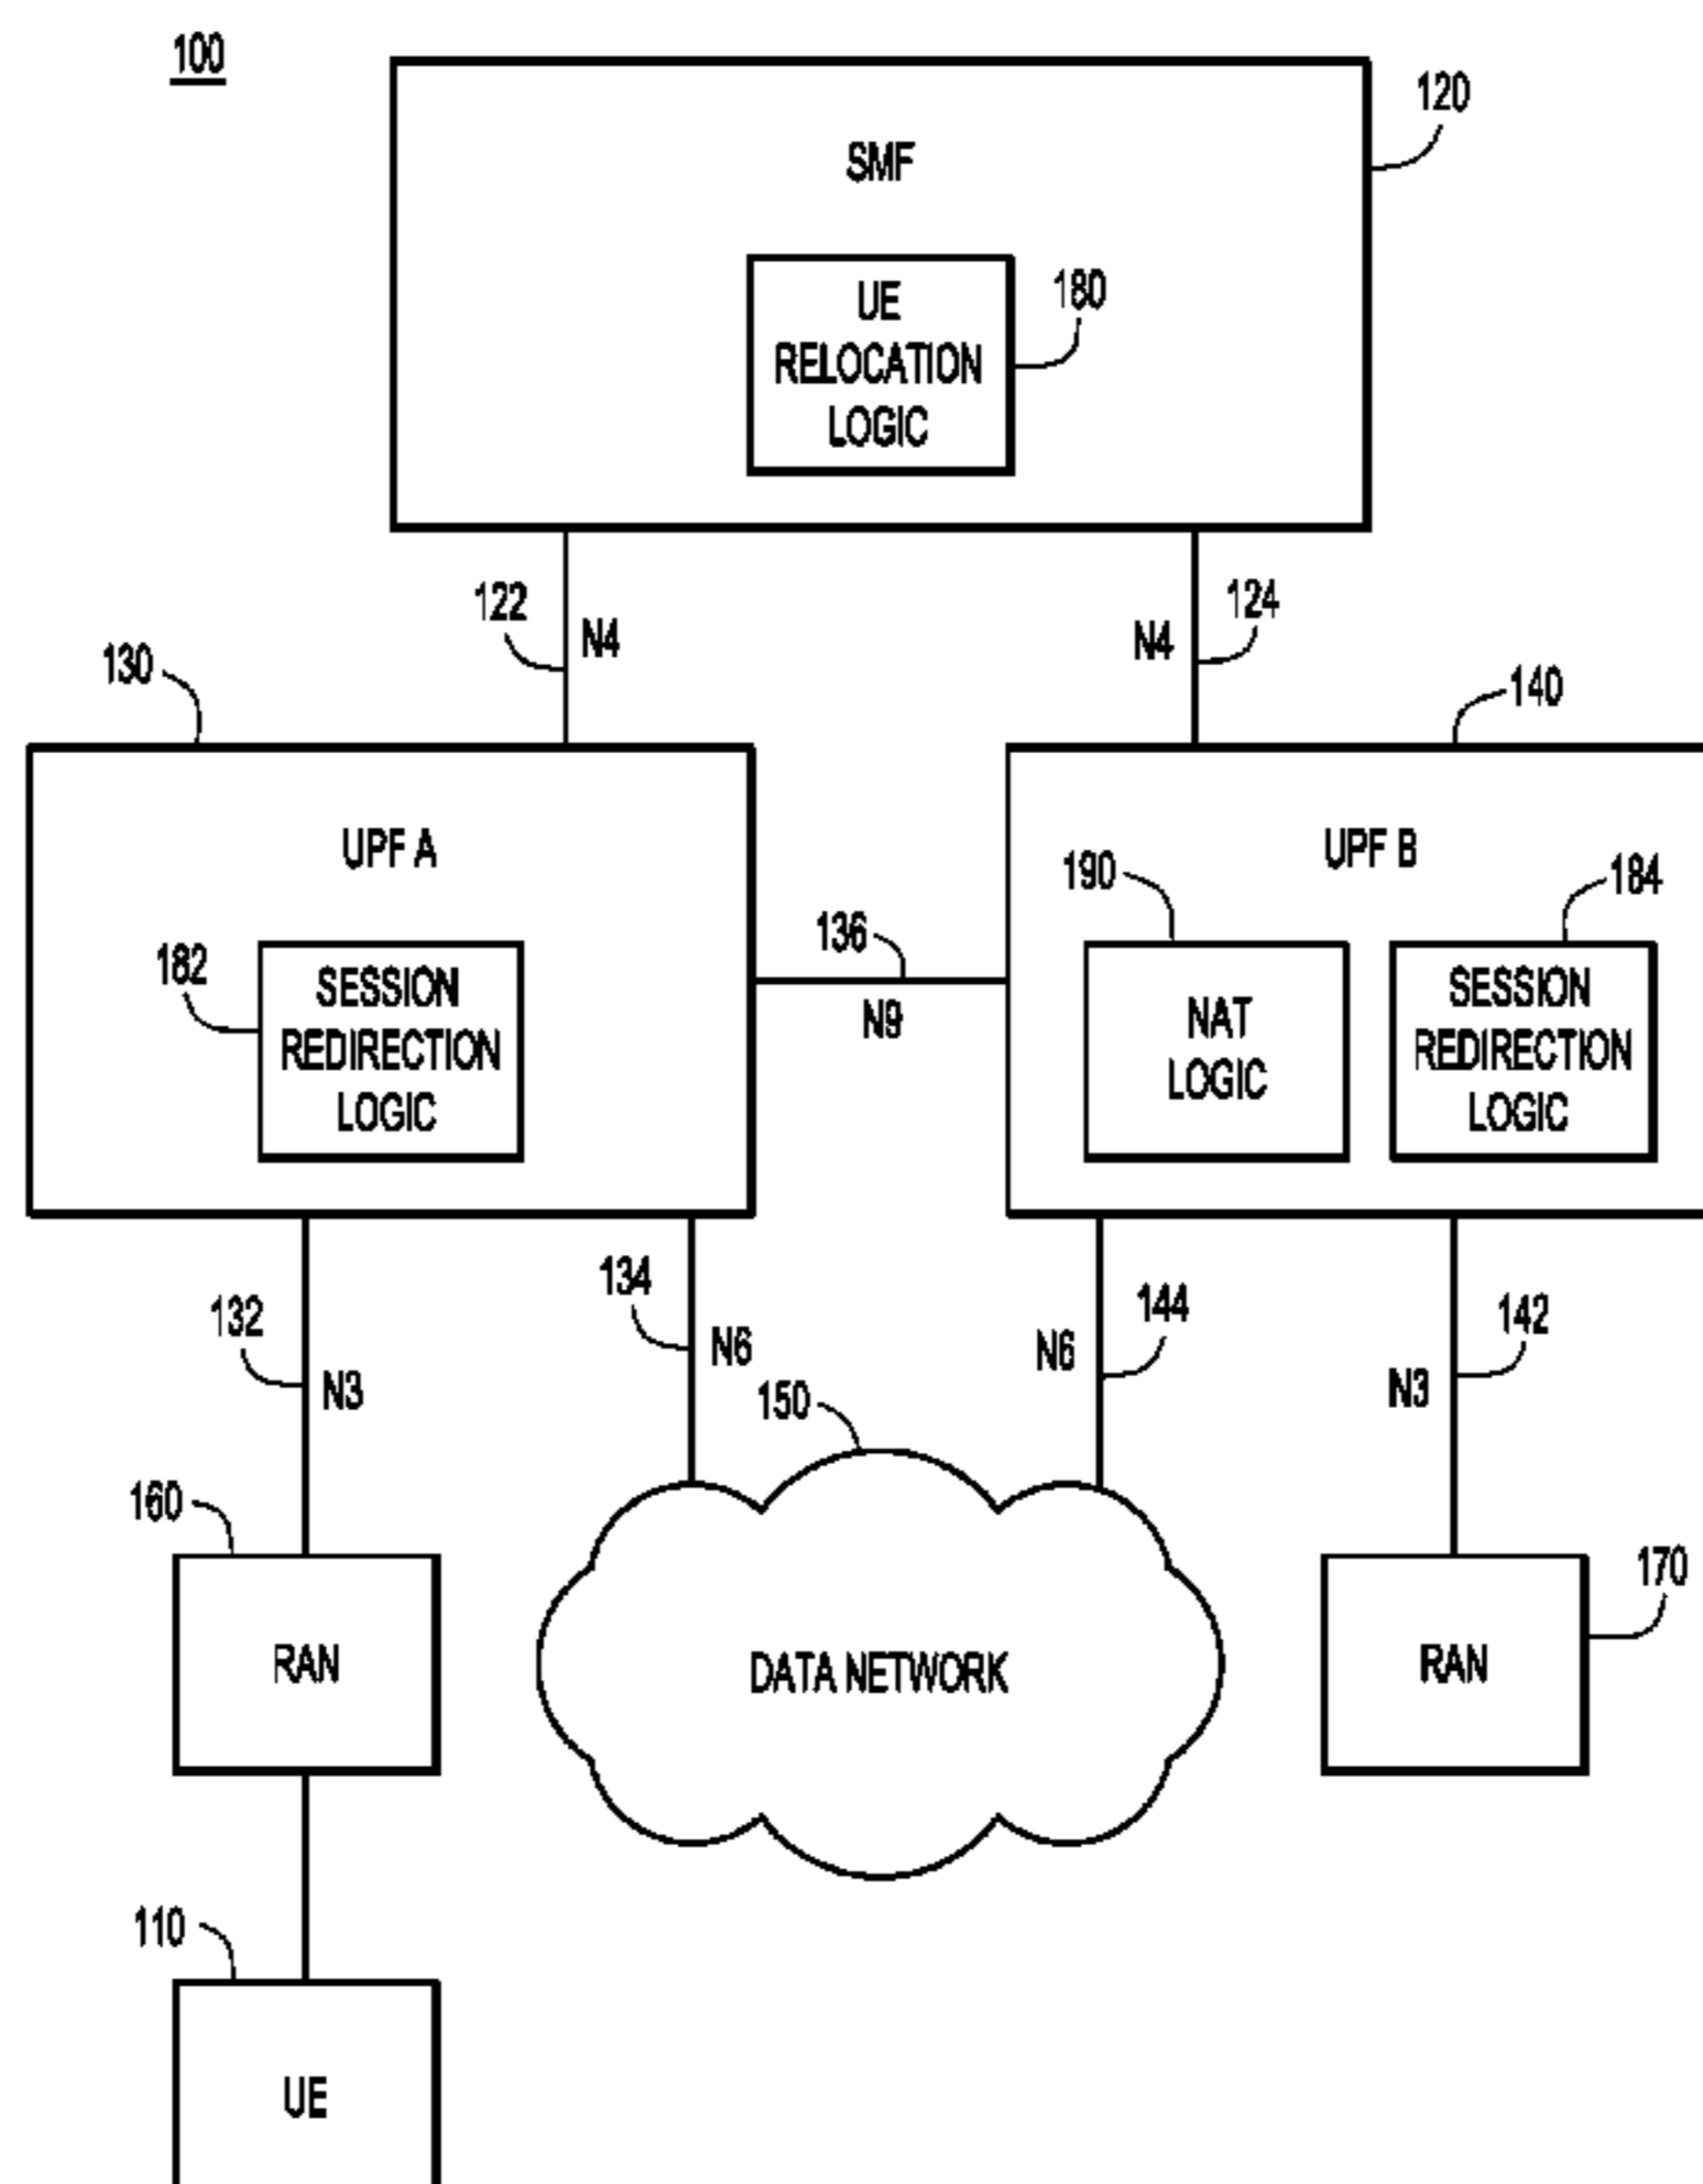 100
120
SMF
180
UE
RELOCATION
LOGIC
122
N4
N4
124
130
140
UPF A
UPF B
190
184
182
SESSION
REDIRECTION
LOGIC
136
N9
NAT
LOGIC
SESSION
REDIRECTION
LOGIC
132
N3
134
N6
N6
144
142
N3
150
160
170
RAN
DATA NETWORK
RAN
110
UE